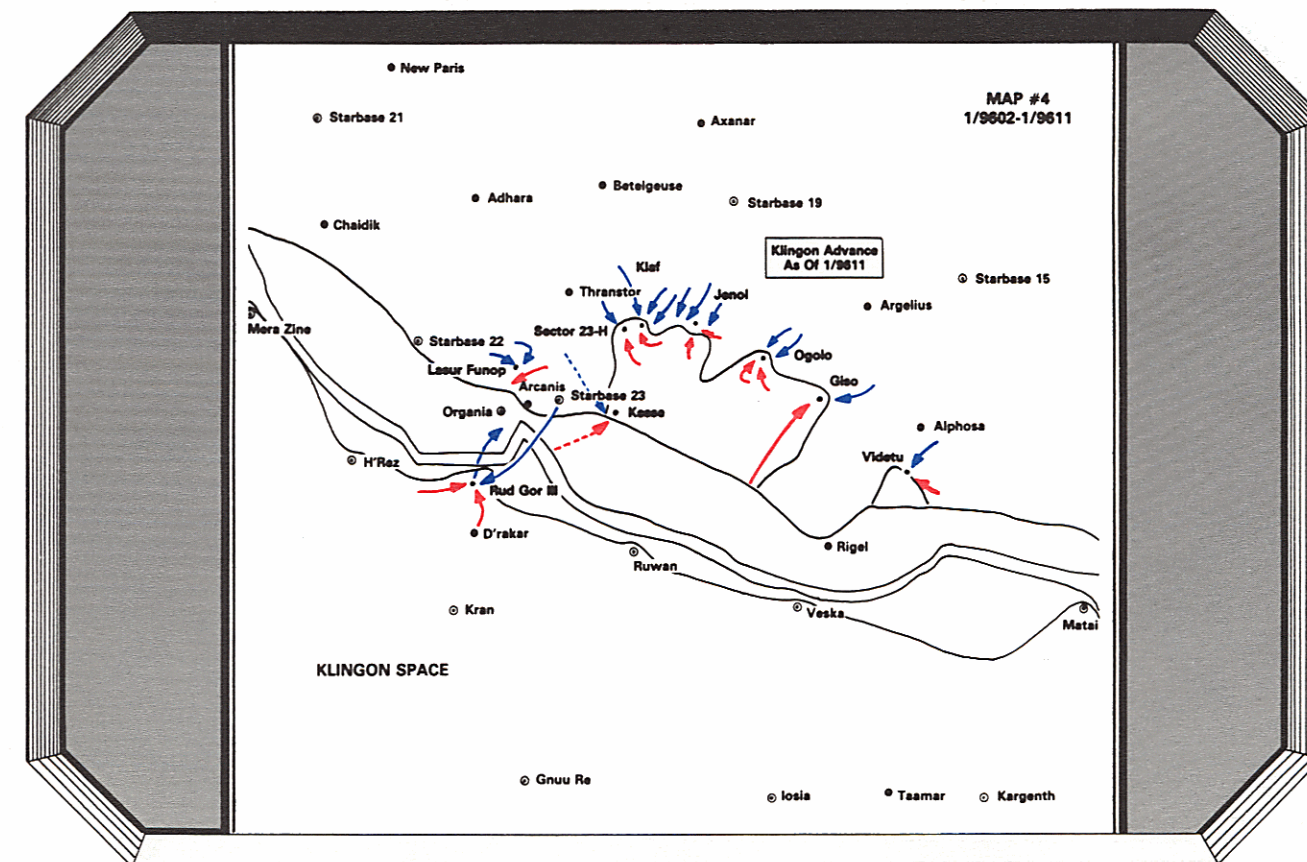 New Paris
MAP #4
1/9602-1/9611
Starbase 21
Axanar
Beteigeuse
Adhara
Starbase 19
Chaidik
Klingon Advance
As Of 1/9611
Klaf
Starbase 15
Thranstor
Jenol
Argelius
Mera Zine
Sector 23-H
Starbase 22
Ogolo
Lasur Funop
Giso
Arcanis
Starbase 23
Organia
Kesse
Alphosa
Videtu
H'Rez
Rud Gor III
D'rakar
Rigel
Ruwan
Kran
Veska
Matai
KLINGON SPACE
Gnuu Re
Iosia
Taamar
Kargenth